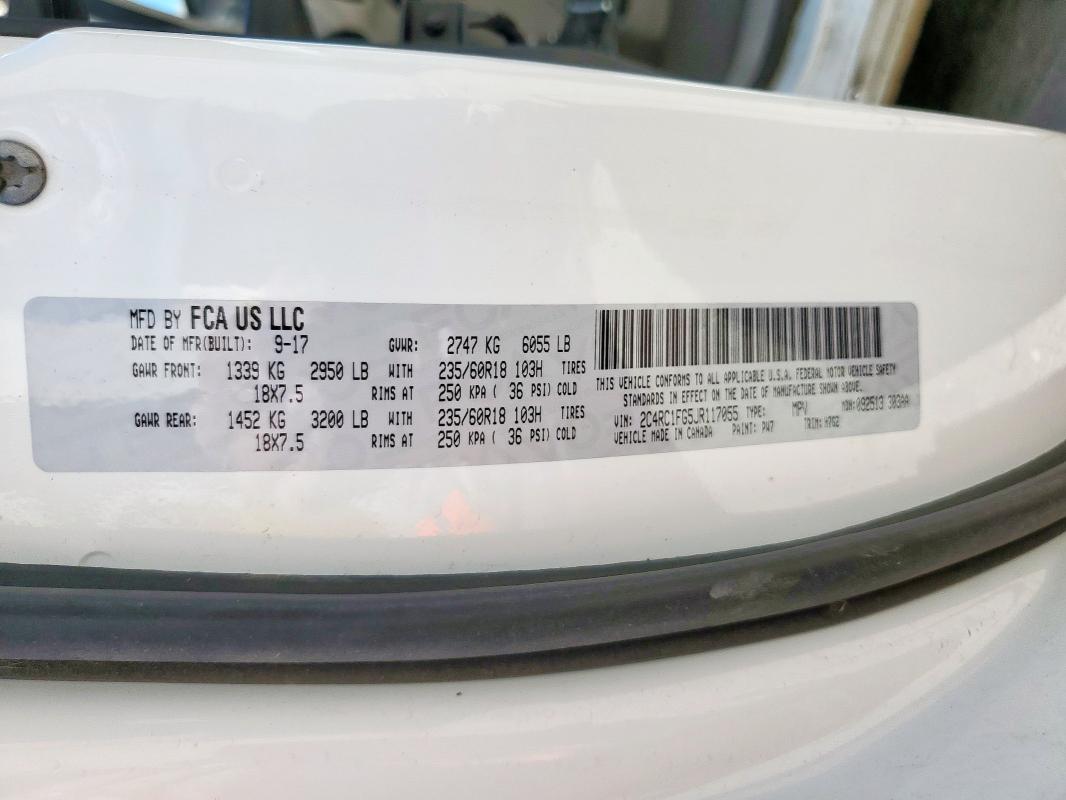 MFD BY FCA US LLC
DATE OF MFR(BUILT): 9-17 GVWR: 2747 KG 6055 LB
GAWR FRONT: 1339 KG 2950 LB WITH 235/60R18 103H TIRES
18X7.5 RIMS AT 250 KPA ( 36 PSI) COLD
GAWR REAR: 1452 KG 3200 LB WITH 235/60R18 103H TIRES
18X7.5 RIMS AT 250 KPA ( 36 PSI) COLD
THIS VEHICLE CONFORMS TO ALL APPLICABLE U.S.A. FEDERAL MOTOR VEHICLE SAFETY
STANDARDS IN EFFECT ON THE DATE OF MANUFACTURE SHOWN ABOVE.
VIN: 2C4RC1FG5JR117055 TYPE: MPV MDH:092513 303AA
VEHICLE MADE IN CANADA PAINT: PW7 TRIM: